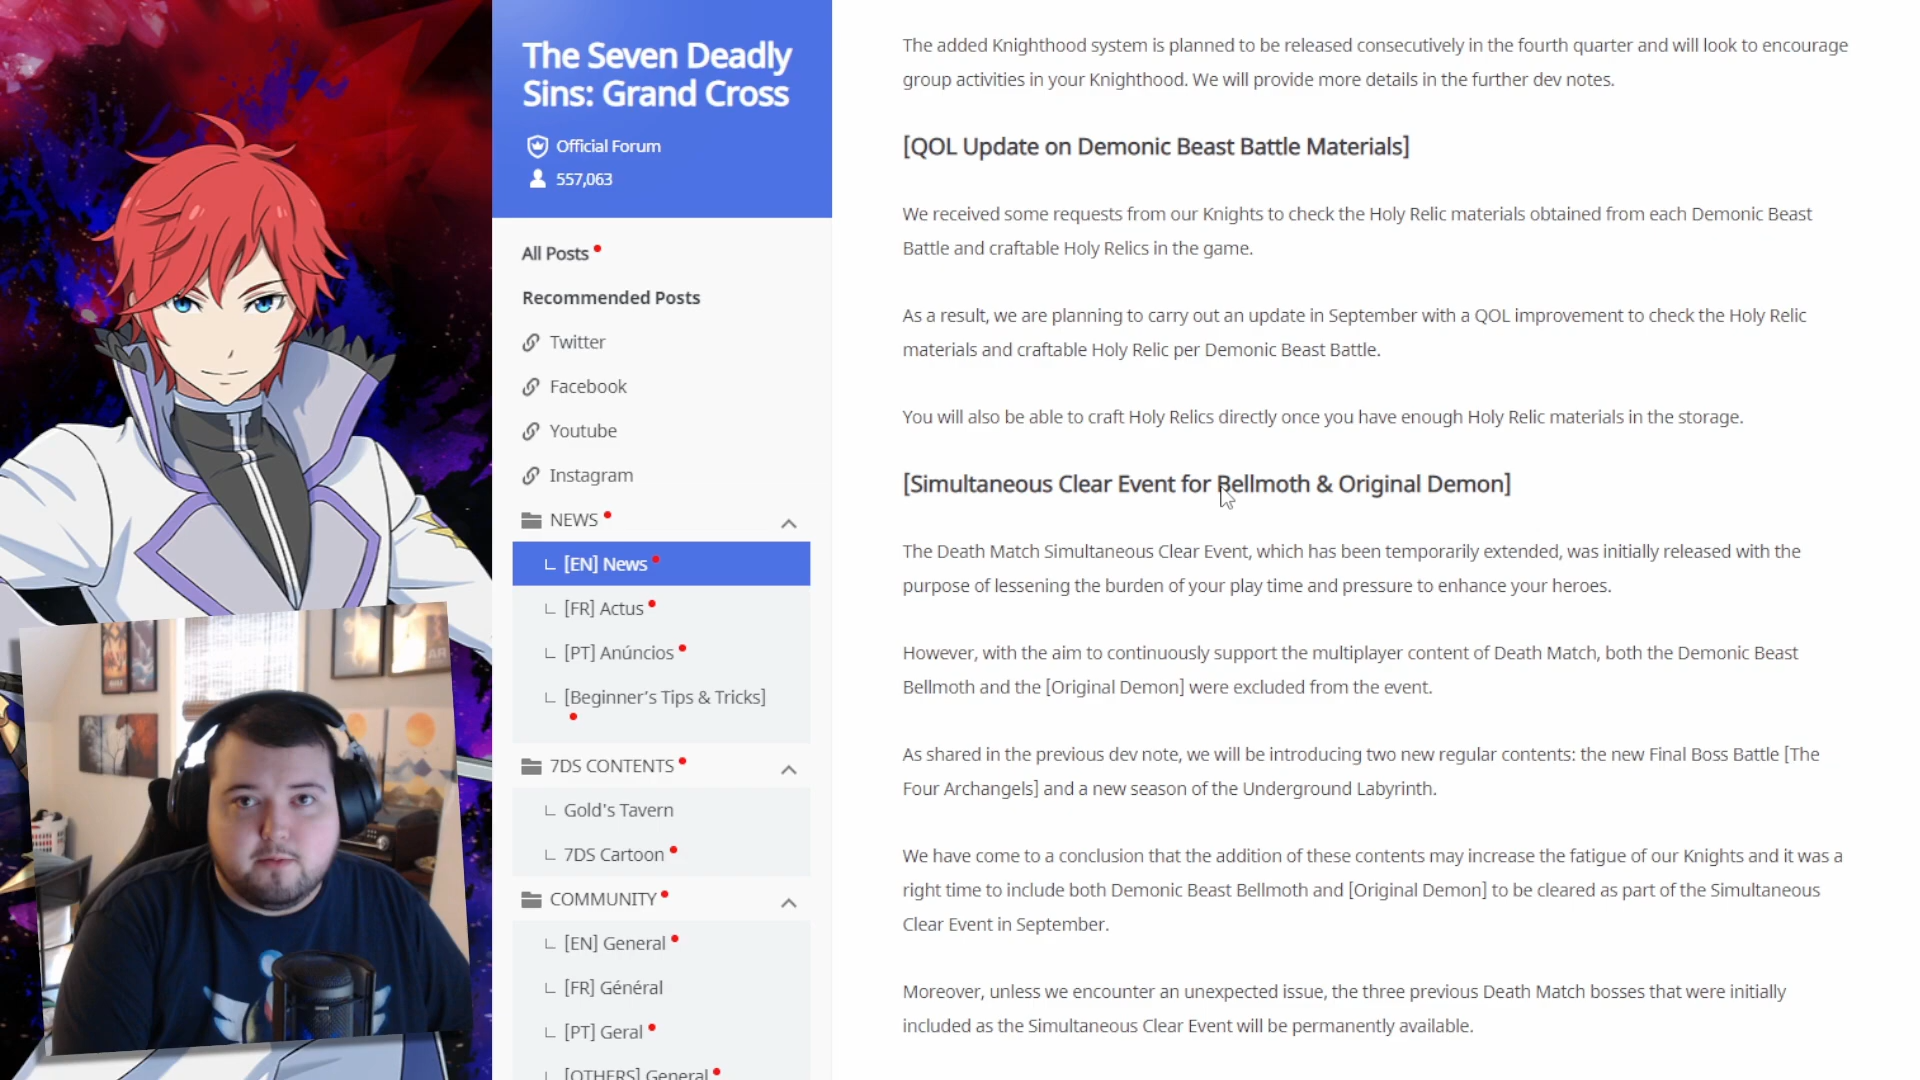 The Seven Deadly
Sins: Grand Cross
Official Forum
557,063
All Posts
Recommended Posts
Twitter
Facebook
Youtube
Instagram
NEWS
[EN] News
[FR] Actus
[PT] Anúncios
[Beginner's Tips & Tricks]
7DS CONTENTS
Gold's Tavern
7DS Cartoon
COMMUNITY
[EN] General
[FR] Général
[PT] Geral
[OTHERS] General
The added Knighthood system is planned to be released consecutively in the fourth quarter and will look to encourage
group activities in your Knighthood. We will provide more details in the further dev notes.
[QOL Update on Demonic Beast Battle Materials]
We received some requests from our Knights to check the Holy Relic materials obtained from each Demonic Beast
Battle and craftable Holy Relics in the game.
As a result, we are planning to carry out an update in September with a QOL improvement to check the Holy Relic
materials and craftable Holy Relic per Demonic Beast Battle.
You will also be able to craft Holy Relics directly once you have enough Holy Relic materials in the storage.
[Simultaneous Clear Event for Bellmoth & Original Demon]
The Death Match Simultaneous Clear Event, which has been temporarily extended, was initially released with the
purpose of lessening the burden of your play time and pressure to enhance your heroes.
However, with the aim to continuously support the multiplayer content of Death Match, both the Demonic Beast
Bellmoth and the [Original Demon] were excluded from the event.
As shared in the previous dev note, we will be introducing two new regular contents: the new Final Boss Battle [The
Four Archangels] and a new season of the Underground Labyrinth.
We have come to a conclusion that the addition of these contents may increase the fatigue of our Knights and it was a
right time to include both Demonic Beast Bellmoth and [Original Demon] to be cleared as part of the Simultaneous
Clear Event in September.
Moreover, unless we encounter an unexpected issue, the three previous Death Match bosses that were initially
included as the Simultaneous Clear Event will be permanently available.